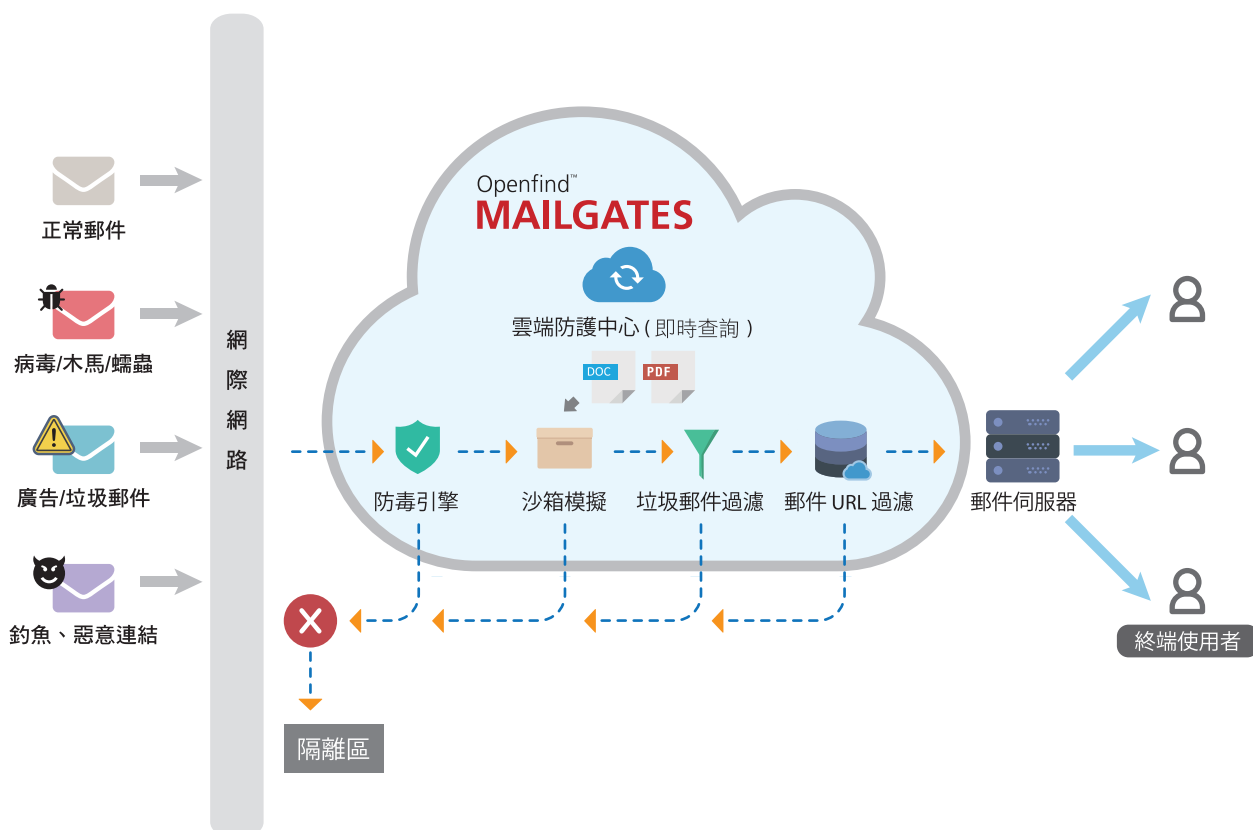 Openfind™
MAILGATES
雲端防護中心 ( 即時查詢 )
DOC
PDF
正常郵件
病毒/木馬/蠕蟲
廣告/垃圾郵件
釣魚、惡意連結
網際網路
防毒引擎
沙箱模擬
垃圾郵件過濾
郵件 URL 過濾
郵件伺服器
終端使用者
隔離區